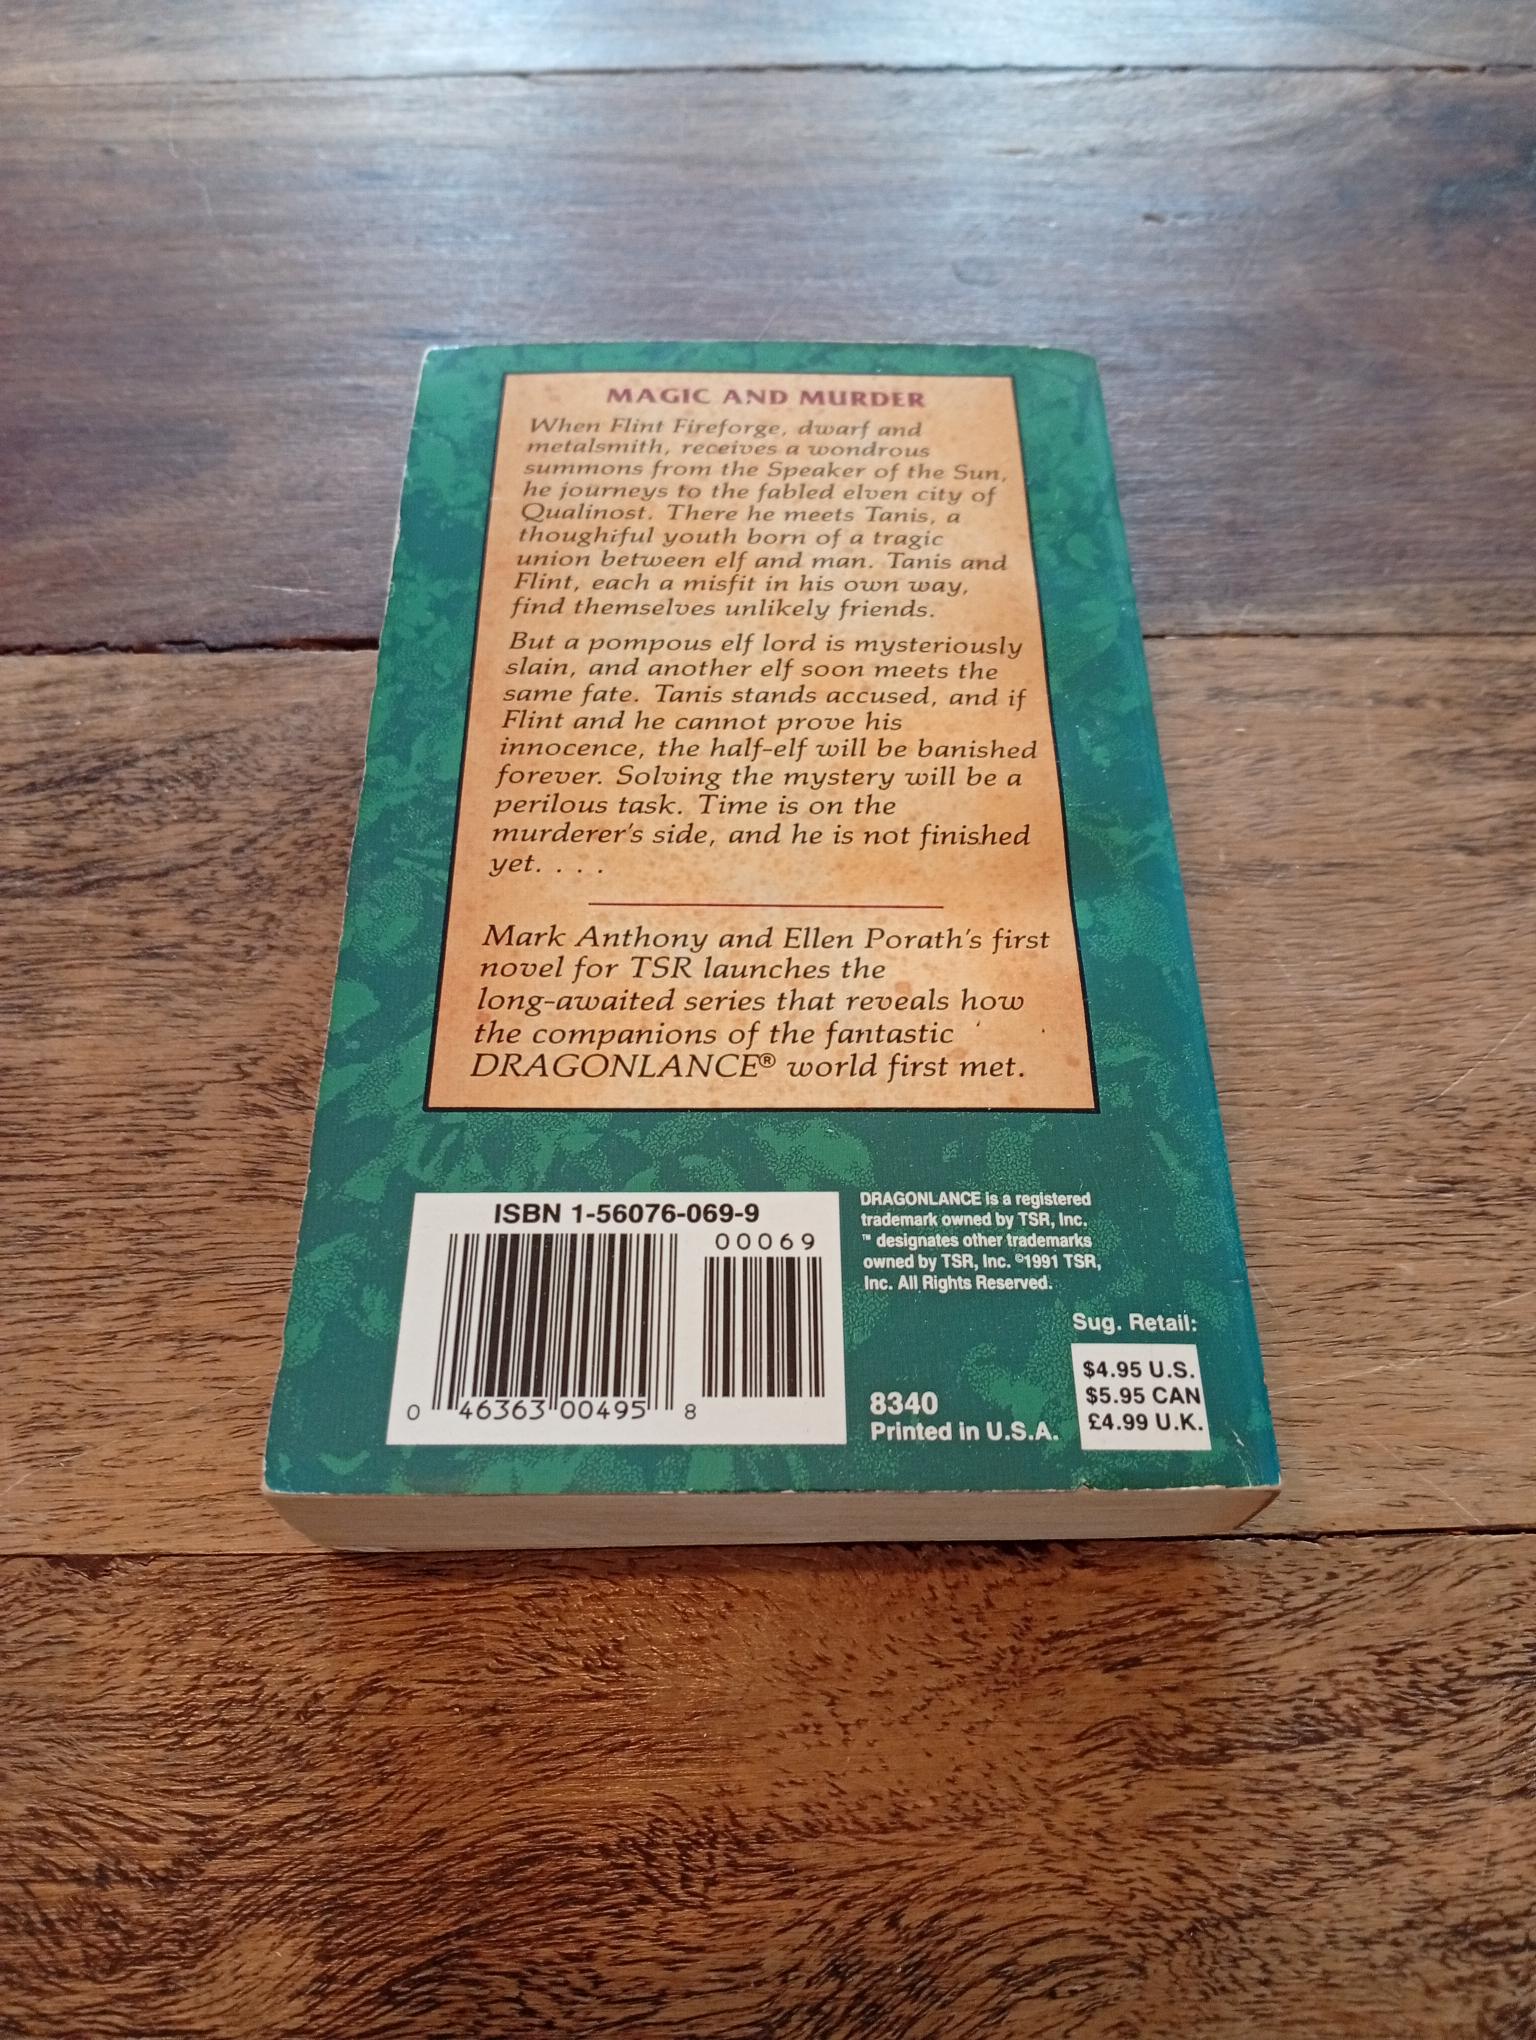 MAGIC AND MURDER
When Flint Fireforge, dwarf and
metalsmith, receives a wondrous
summons from the Speaker of the Sun,
he journeys to the fabled elven city of
Qualinost. There he meets Tanis, a
thoughtful youth born of a tragic
union between elf and man. Tanis and
Flint, each a misfit in his own way,
find themselves unlikely friends.
But a pompous elf lord is mysteriously
slain, and another elf soon meets the
same fate. Tanis stands accused, and if
Flint and he cannot prove his
innocence, the half-elf will be banished
forever. Solving the mystery will be a
perilous task. Time is on the
murderer's side, and he is not finished
yet. . . .
Mark Anthony and Ellen Porath's first
novel for TSR launches the
long-awaited series that reveals how
the companions of the fantastic
DRAGONLANCE® world first met.
ISBN 1-56076-069-9
00069
0 46363 00495 8
DRAGONLANCE is a registered
trademark owned by TSR, Inc.
™ designates other trademarks
owned by TSR, Inc. ©1991 TSR,
Inc. All Rights Reserved.
Sug. Retail:
$4.95 U.S.
$5.95 CAN
£4.99 U.K.
8340
Printed in U.S.A.